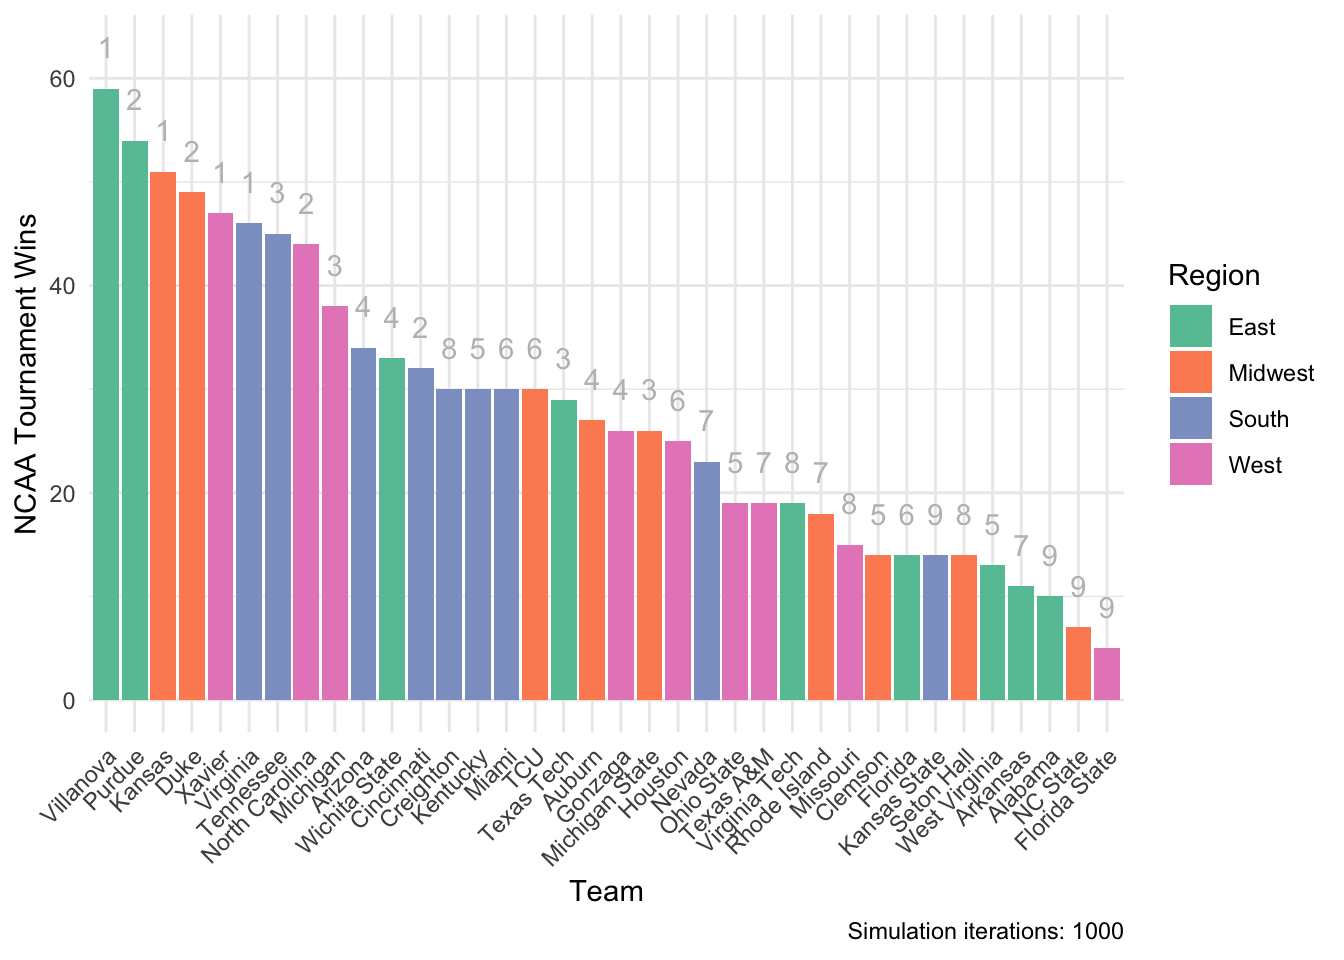 NCAA Tournament Wins
60
40
20
0
1
2
1
2
1
1
3
2
3
4
4
2
8
5
6
6
3
4
4
3
6
7
5
7
8
7
8
5
6
9
8
5
7
9
9
9
Villanova
Purdue
Kansas
Duke
Xavier
Virginia
Tennessee
North Carolina
Michigan
Arizona
Wichita State
Cincinnati
Creighton
Kentucky
Miami
TCU
Texas Tech
Auburn
Gonzaga
Michigan State
Houston
Nevada
Ohio State
Texas A&M
Virginia Tech
Rhode Island
Missouri
Clemson
Florida
Kansas State
Seton Hall
West Virginia
Arkansas
Alabama
NC State
Florida State
Team
Region
East
Midwest
South
West
Simulation iterations: 1000